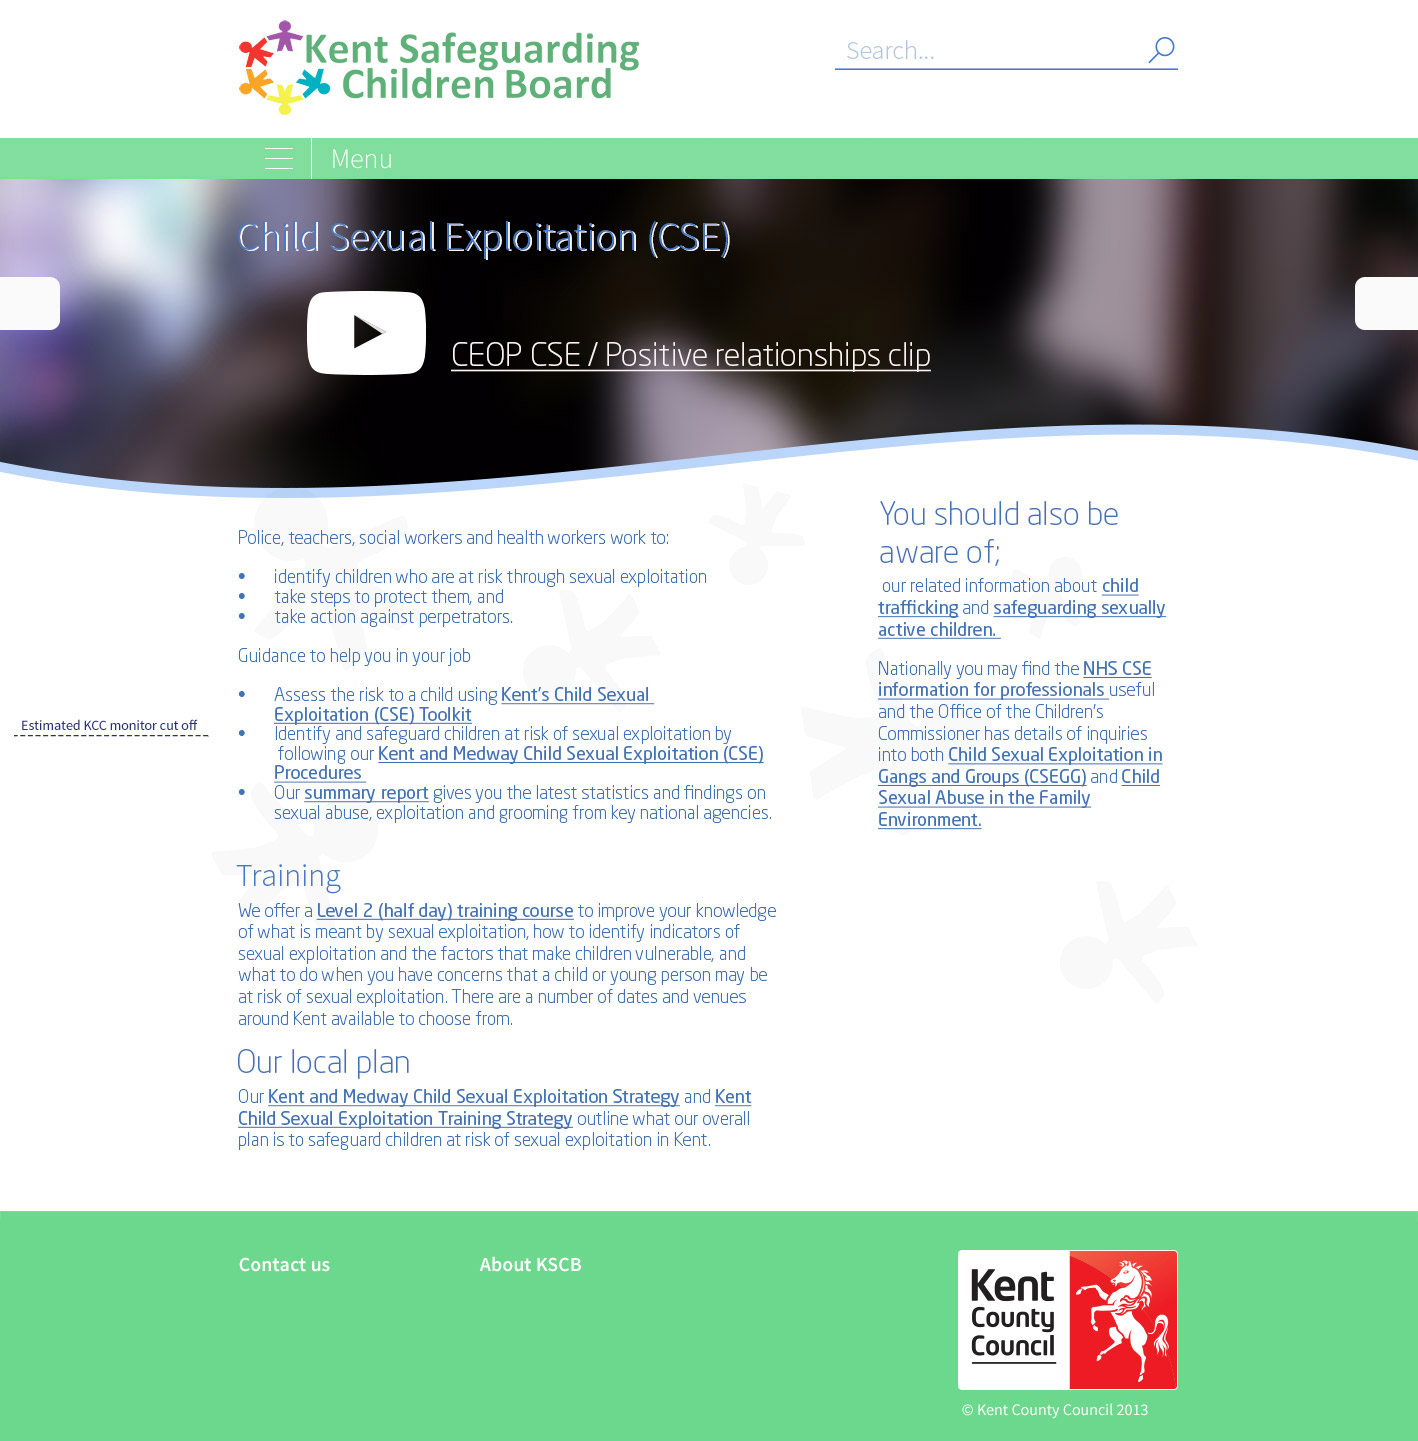 Kent Safeguarding
Children Board
Search...
Menu
Child Sexual Exploitation (CSE)
CEOP CSE / Positive relationships clip
Police, teachers, social workers and health workers work to:
• identify children who are at risk through sexual exploitation
• take steps to protect them, and
• take action against perpetrators.
Guidance to help you in your job
• Assess the risk to a child using Kent's Child Sexual
Exploitation (CSE) Toolkit
• Identify and safeguard children at risk of sexual exploitation by
following our Kent and Medway Child Sexual Exploitation (CSE)
Procedures
• Our summary report gives you the latest statistics and findings on
sexual abuse, exploitation and grooming from key national agencies.
Estimated KCC monitor cut off
Training
We offer a Level 2 (half day) training course to improve your knowledge
of what is meant by sexual exploitation, how to identify indicators of
sexual exploitation and the factors that make children vulnerable, and
what to do when you have concerns that a child or young person may be
at risk of sexual exploitation. There are a number of dates and venues
around Kent available to choose from.
Our local plan
Our Kent and Medway Child Sexual Exploitation Strategy and Kent
Child Sexual Exploitation Training Strategy outline what our overall
plan is to safeguard children at risk of sexual exploitation in Kent.
You should also be
aware of;
our related information about child
trafficking and safeguarding sexually
active children.
Nationally you may find the NHS CSE
information for professionals useful
and the Office of the Children's
Commissioner has details of inquiries
into both Child Sexual Exploitation in
Gangs and Groups (CSEGG) and Child
Sexual Abuse in the Family
Environment.
Contact us
About KSCB
Kent
County
Council
© Kent County Council 2013